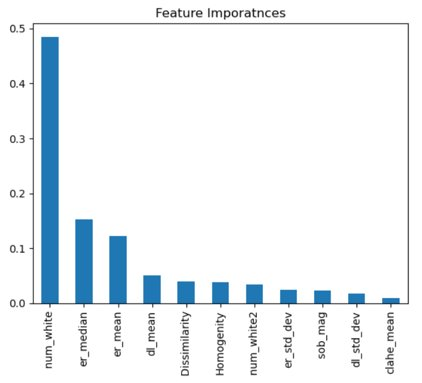 Feature Imporatnces
0.5
0.4
0.3
0.2
0.1
0.0
num_white
er_median
er_mean
dl_mean
Dissimilarity
Homogenity
num_white2
er_std_dev
sob_mag
dl_std_dev
clahe_mean